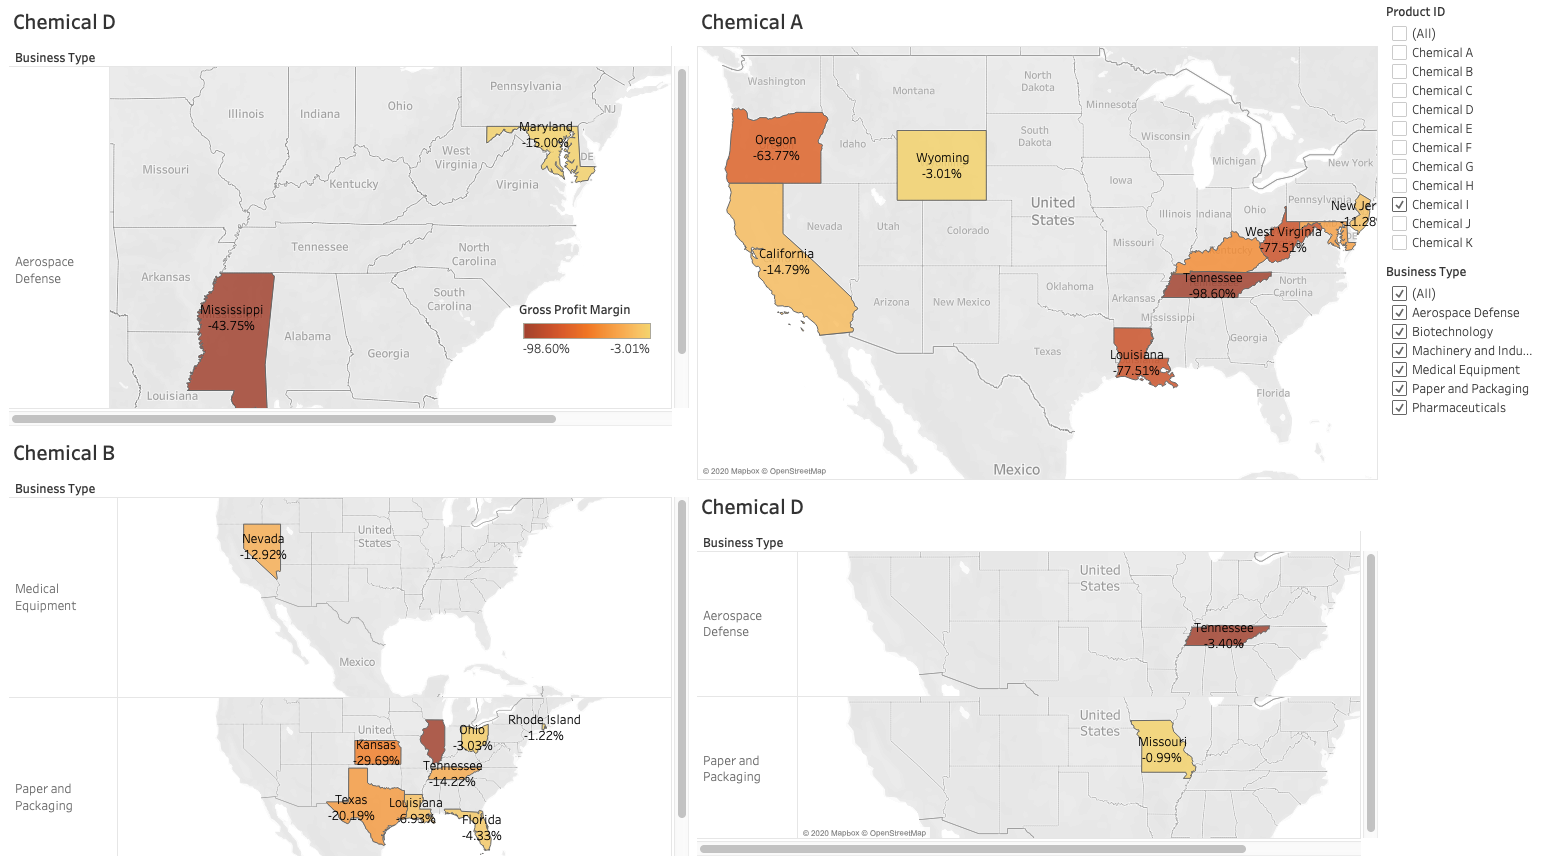 Chemical D
Business Type
Aerospace
Defense
Pennsylvania
Ohio
NJ
Illinois
Indiana
Maryland
-15.00%
DE
West
Virginia
Missouri
Kentucky
Virginia
Tennessee
North
Carolina
Arkansas
South
Carolina
Mississippi
-43.75%
Alabama
Georgia
Louisiana
Gross Profit Margin
-98.60%
-3.01%
Chemical A
Washington
Montana
North
Dakota
Minnesota
Oregon
-63.77%
Idaho
Wyoming
-3.01%
South
Dakota
Wisconsin
Michigan
New York
Iowa
Pennsylvania
New Jer
-11.28
Nevada
Utah
Colorado
United
States
Illinois
Indiana
Ohio
West Virginia
-77.51%
DE
Missouri
Kentucky
California
-14.79%
Tennessee
-98.60%
North
Carolina
Arizona
New Mexico
Oklahoma
Arkansas
Mississippi
Georgia
Texas
Louisiana
-77.51%
Florida
Mexico
© 2020 Mapbox © OpenStreetMap
Product ID
(All)
Chemical A
Chemical B
Chemical C
Chemical D
Chemical E
Chemical F
Chemical G
Chemical H
Chemical I
Chemical J
Chemical K
Business Type
(All)
Aerospace Defense
Biotechnology
Machinery and Indu...
Medical Equipment
Paper and Packaging
Pharmaceuticals
Chemical B
Business Type
Medical
Equipment
United
States
Nevada
-12.92%
Mexico
Paper and
Packaging
United
Rhode Island
-1.22%
Ohio
-3.03%
Kansas
-29.69%
Tennessee
-14.22%
Texas
-20.19%
Louisiana
-6.93%
Florida
-4.33%
Chemical D
Business Type
Aerospace
Defense
United
States
Tennessee
-3.40%
Paper and
Packaging
United
States
Missouri
-0.99%
© 2020 Mapbox © OpenStreetMap